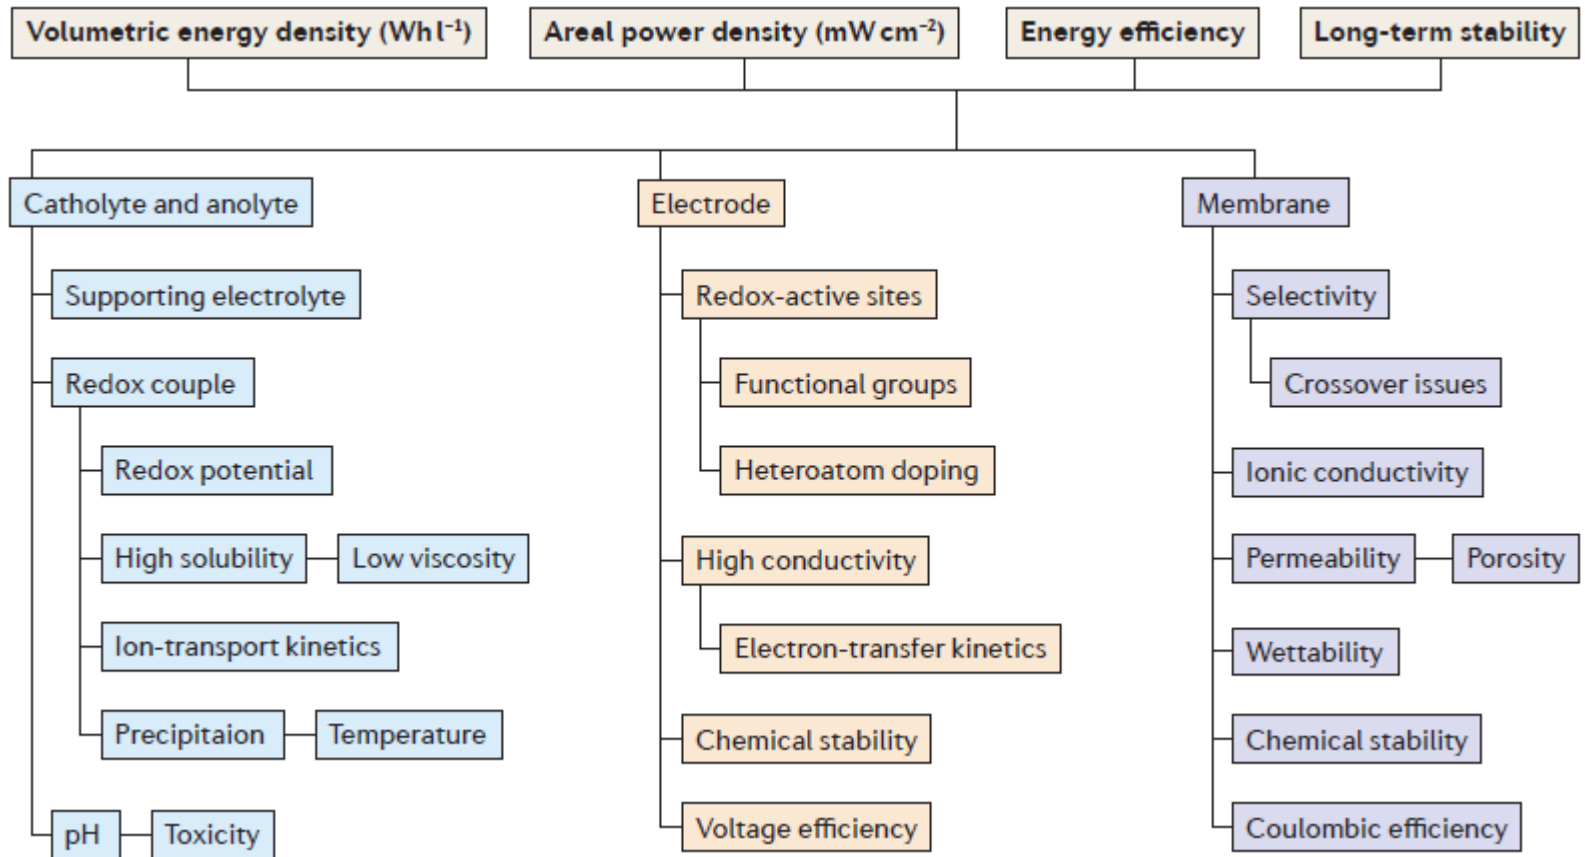 Volumetric energy density (Wh l⁻¹)
Areal power density (mW cm⁻²)
Energy efficiency
Long-term stability
Catholyte and anolyte
Supporting electrolyte
Redox couple
Redox potential
High solubility
Low viscosity
Ion-transport kinetics
Precipitaion
Temperature
pH
Toxicity
Electrode
Redox-active sites
Functional groups
Heteroatom doping
High conductivity
Electron-transfer kinetics
Chemical stability
Voltage efficiency
Membrane
Selectivity
Crossover issues
Ionic conductivity
Permeability
Porosity
Wettability
Chemical stability
Coulombic efficiency